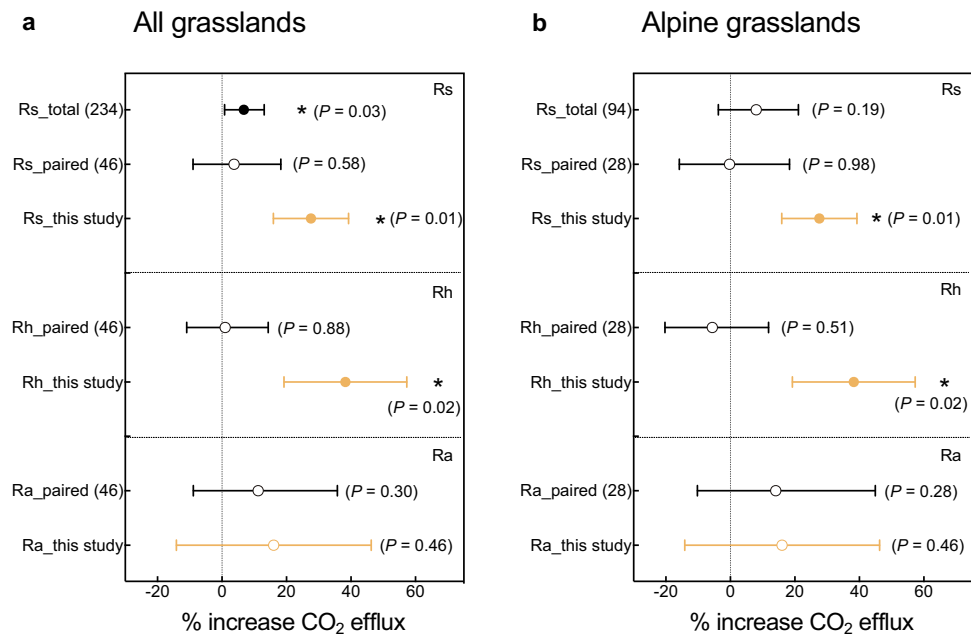 a All grasslands
Rs
Rs_total (234)
* (P = 0.03)
Rs_paired (46)
(P = 0.58)
Rs_this study
* (P = 0.01)
Rh
Rh_paired (46)
(P = 0.88)
Rh_this study
*
(P = 0.02)
Ra
Ra_paired (46)
(P = 0.30)
Ra_this study
(P = 0.46)
-20 0 20 40 60
% increase CO₂ efflux
b Alpine grasslands
Rs
Rs_total (94)
(P = 0.19)
Rs_paired (28)
(P = 0.98)
Rs_this study
* (P = 0.01)
Rh
Rh_paired (28)
(P = 0.51)
Rh_this study
*
(P = 0.02)
Ra
Ra_paired (28)
(P = 0.28)
Ra_this study
(P = 0.46)
-20 0 20 40 60
% increase CO₂ efflux